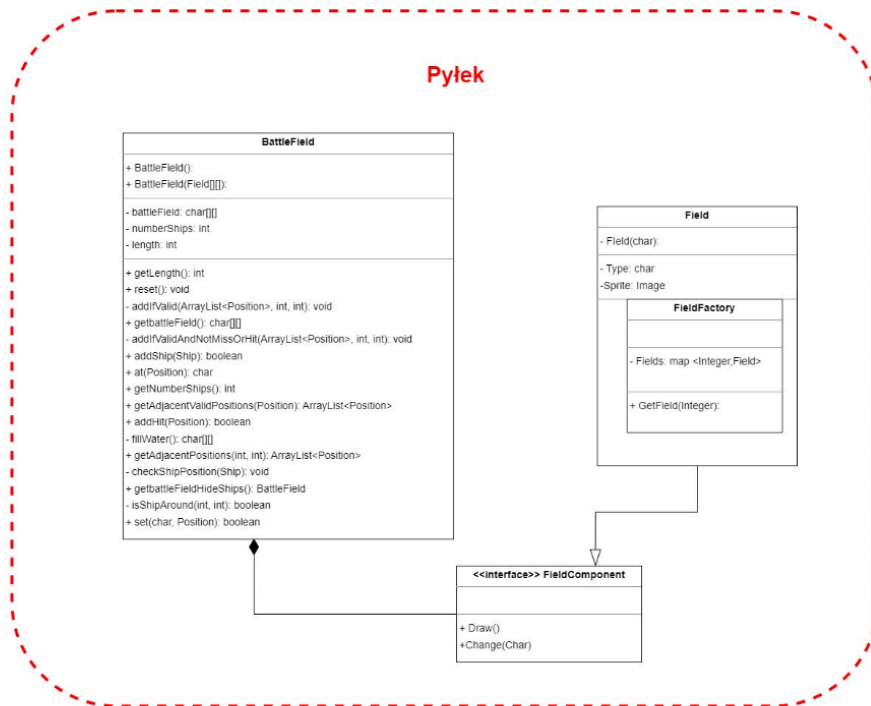 Pyłek
BattleField
+ BattleField():
+ BattleField(Field[][]):
- battleField: char[][]
- numberShips: int
- length: int
+ getLength(): int
+ reset(): void
- addIfValid(ArrayList<Position>, int, int): void
+ getbattleField(): char[][]
- addIfValidAndNotMissOrHit(ArrayList<Position>, int, int): void
+ addShip(Ship): boolean
+ at(Position): char
+ getNumberShips(): int
+ getAdjacentValidPositions(Position): ArrayList<Position>
+ addHit(Position): boolean
- fillWater(): char[][]
+ getAdjacentPositions(int, int): ArrayList<Position>
- checkShipPosition(Ship): void
+ getbattleFieldHideShips(): BattleField
- isShipAround(int, int): boolean
+ set(char, Position): boolean
Field
- Field(char):
- Type: char
-Sprite: Image
FieldFactory
- Fields: map <Integer,Field>
+ GetField(Integer):
<<interface>> FieldComponent
+ Draw()
+Change(Char)